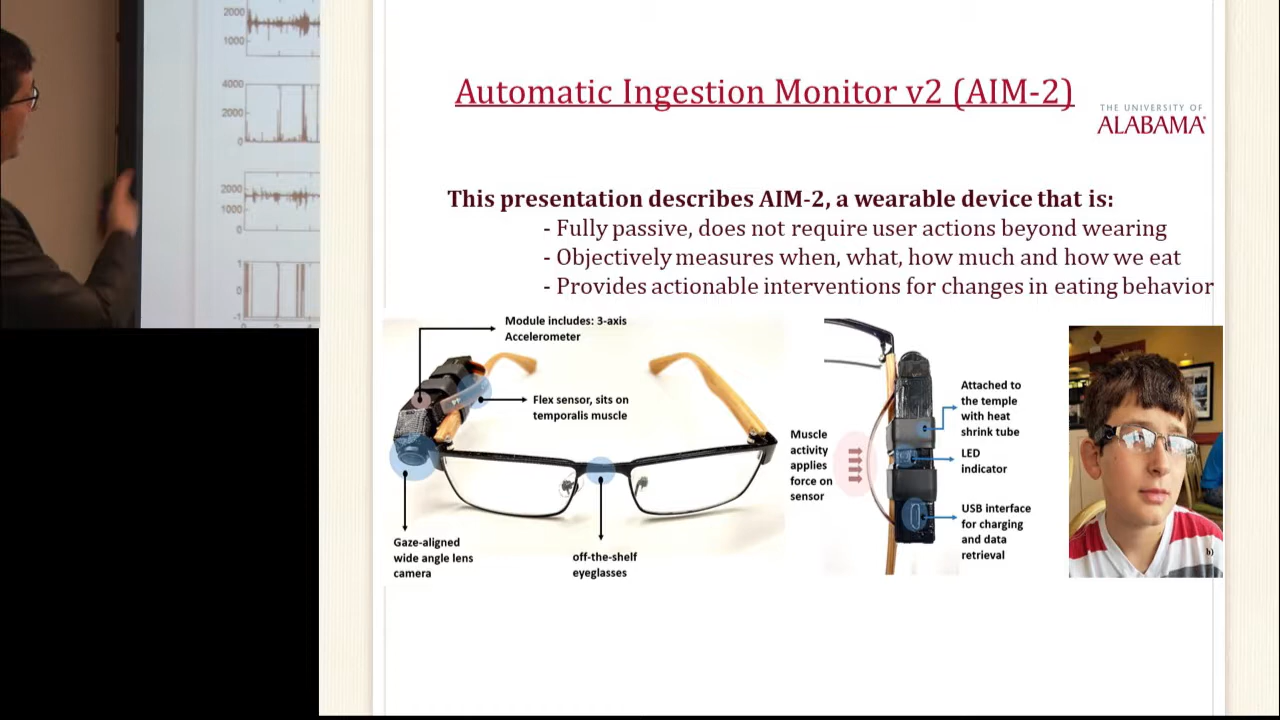 2000
1000
4000
2000
0
2000
1000
0
1
0
-1
Automatic Ingestion Monitor v2 (AIM-2)
THE UNIVERSITY OF
ALABAMA
This presentation describes AIM-2, a wearable device that is:
- Fully passive, does not require user actions beyond wearing
- Objectively measures when, what, how much and how we eat
- Provides actionable interventions for changes in eating behavior
Module includes: 3-axis
Accelerometer
Flex sensor, sits on
temporalis muscle
Gaze-aligned
wide angle lens
camera
off-the-shelf
eyeglasses
Muscle
activity
applies
force on
sensor
Attached to
the temple
with heat
shrink tube
LED
indicator
USB interface
for charging
and data
retrieval
b)